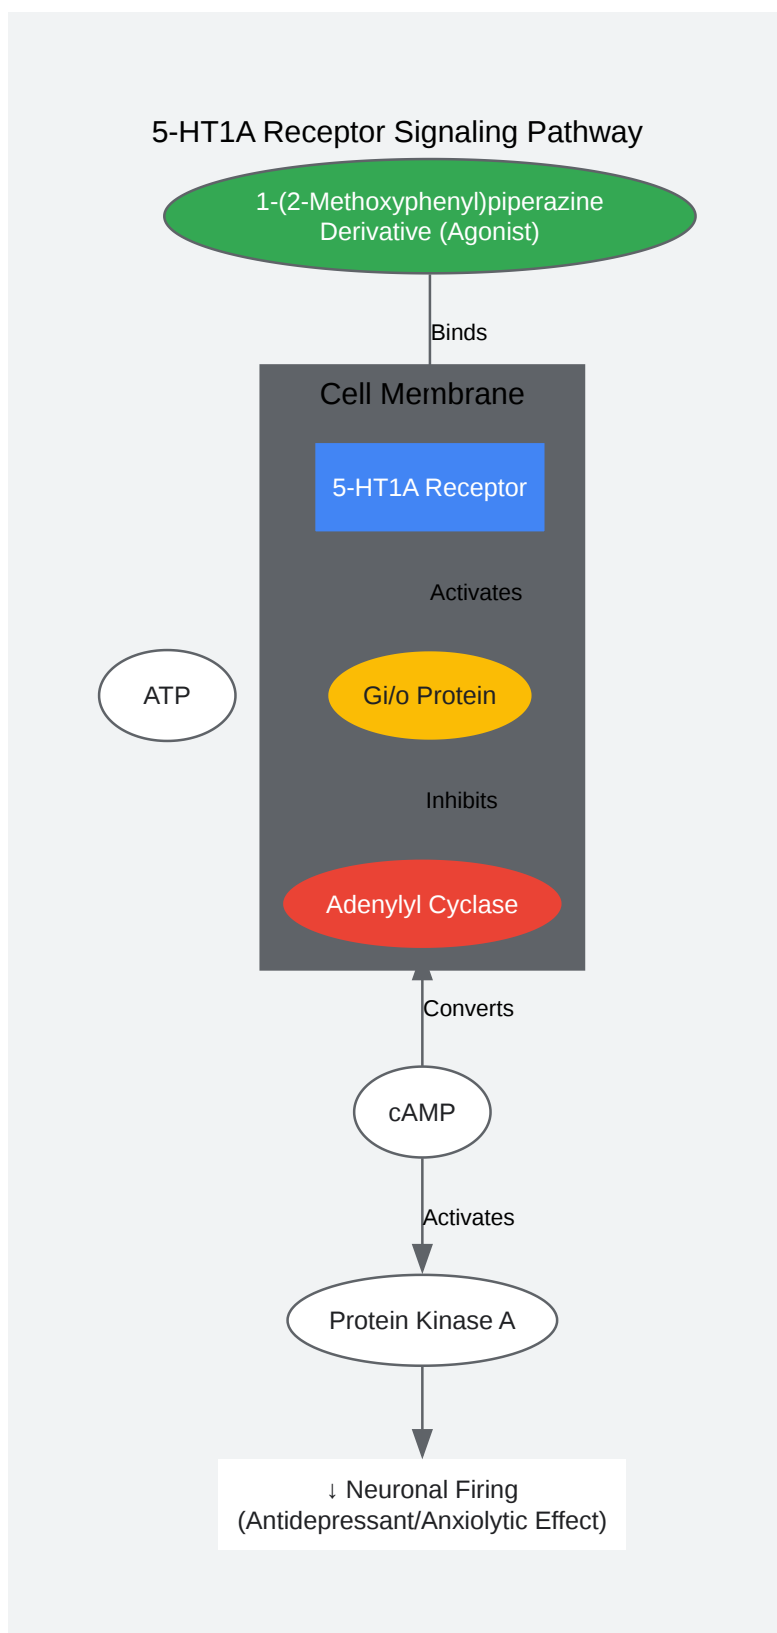 5-HT1A Receptor Signaling Pathway
1-(2-Methoxyphenyl)piperazine
Derivative (Agonist)
Binds
Cell Membrane
5-HT1A Receptor
Activates
ATP
Gi/o Protein
Inhibits
Adenylyl Cyclase
Converts
cAMP
Activates
Protein Kinase A
↓ Neuronal Firing
(Antidepressant/Anxiolytic Effect)